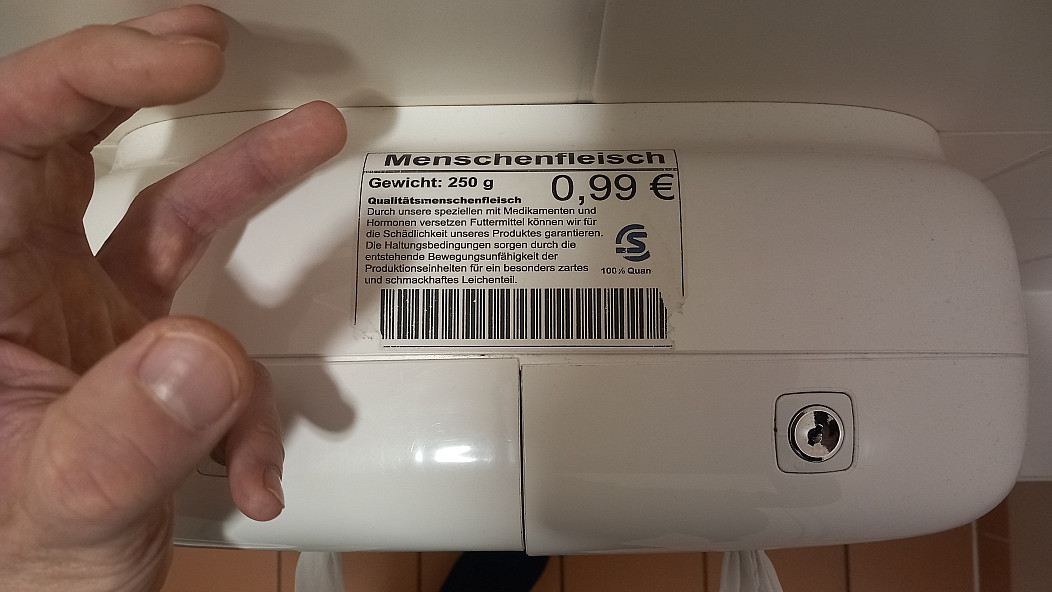 Menschenfleisch
Gewicht: 250 g
0,99 €
Qualitätsmenschenfleisch
Durch unsere speziellen mit Medikamenten und
Hormonen versetzen Futtermittel können wir für
die Schädlichkeit unseres Produktes garantieren.
Die Haltungsbedingungen sorgen durch die
entstehende Bewegungsunfähigkeit der
Produktionseinheiten für ein besonders zartes
und schmackhaftes Leichenteil.
100% Quan